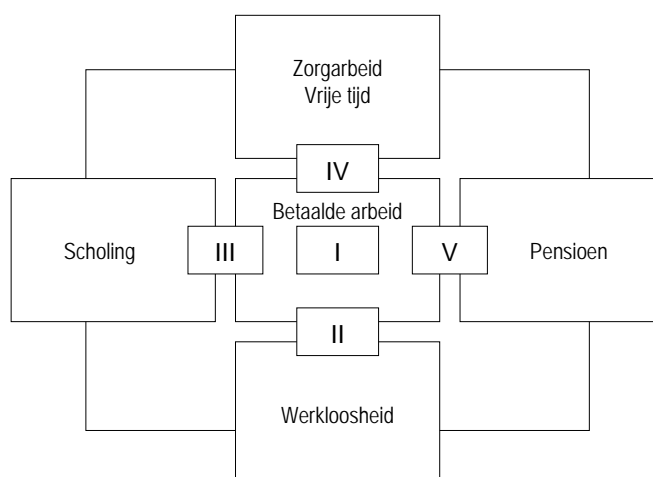 Zorgarbeid
Vrije tijd
IV
Betaalde arbeid
Scholing
III
I
V
Pensioen
II
Werkloosheid